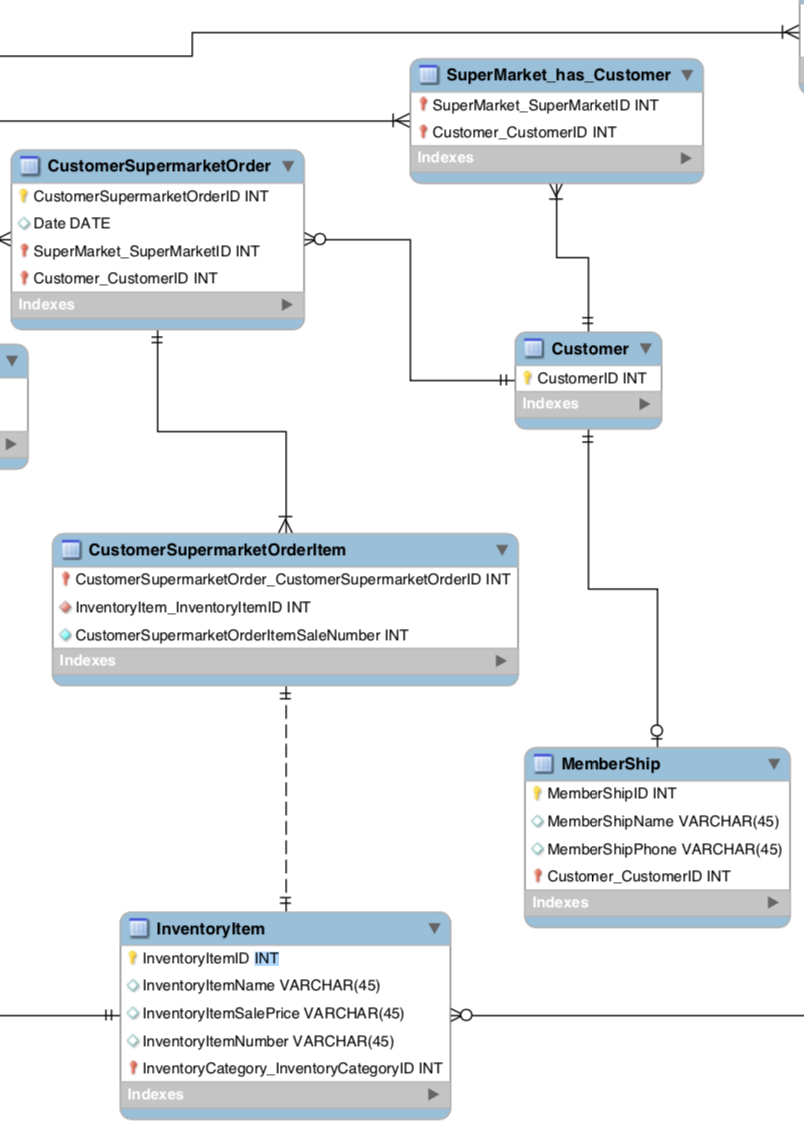 SuperMarket_has_Customer
SuperMarket_SuperMarketID INT
Customer_CustomerID INT
Indexes
CustomerSupermarketOrder
CustomerSupermarketOrderID INT
Date DATE
SuperMarket_SuperMarketID INT
Customer_CustomerID INT
Indexes
Customer
CustomerID INT
Indexes
CustomerSupermarketOrderItem
CustomerSupermarketOrder_CustomerSupermarketOrderID INT
InventoryItem_InventoryItemID INT
CustomerSupermarketOrderItemSaleNumber INT
Indexes
MemberShip
MemberShipID INT
MemberShipName VARCHAR(45)
MemberShipPhone VARCHAR(45)
Customer_CustomerID INT
Indexes
InventoryItem
InventoryItemID INT
InventoryItemName VARCHAR(45)
InventoryItemSalePrice VARCHAR(45)
InventoryItemNumber VARCHAR(45)
InventoryCategory_InventoryCategoryID INT
Indexes